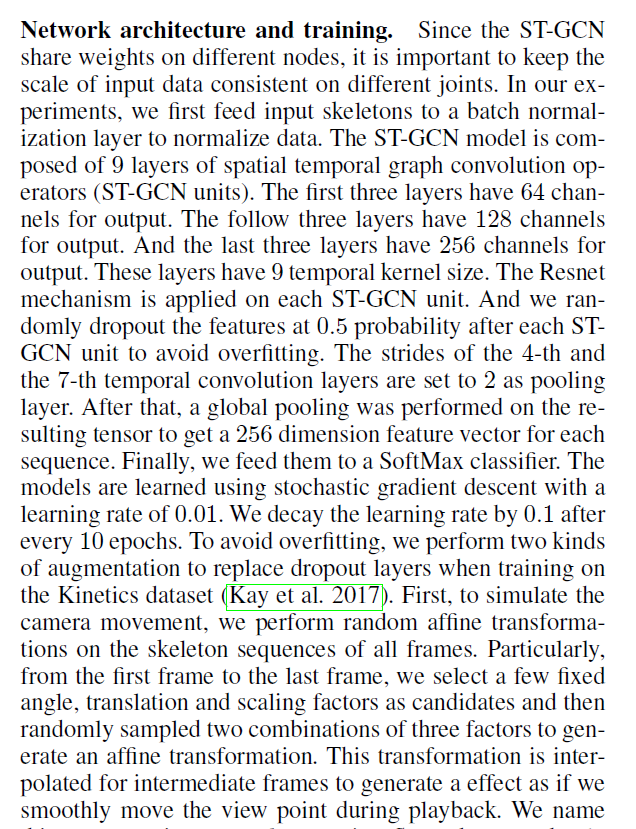 Network architecture and training. Since the ST-GCN
share weights on different nodes, it is important to keep the
scale of input data consistent on different joints. In our ex-
periments, we first feed input skeletons to a batch normal-
ization layer to normalize data. The ST-GCN model is com-
posed of 9 layers of spatial temporal graph convolution op-
erators (ST-GCN units). The first three layers have 64 chan-
nels for output. The follow three layers have 128 channels
for output. And the last three layers have 256 channels for
output. These layers have 9 temporal kernel size. The Resnet
mechanism is applied on each ST-GCN unit. And we ran-
domly dropout the features at 0.5 probability after each ST-
GCN unit to avoid overfitting. The strides of the 4-th and
the 7-th temporal convolution layers are set to 2 as pooling
layer. After that, a global pooling was performed on the re-
sulting tensor to get a 256 dimension feature vector for each
sequence. Finally, we feed them to a SoftMax classifier. The
models are learned using stochastic gradient descent with a
learning rate of 0.01. We decay the learning rate by 0.1 after
every 10 epochs. To avoid overfitting, we perform two kinds
of augmentation to replace dropout layers when training on
the Kinetics dataset (Kay et al. 2017). First, to simulate the
camera movement, we perform random affine transforma-
tions on the skeleton sequences of all frames. Particularly,
from the first frame to the last frame, we select a few fixed
angle, translation and scaling factors as candidates and then
randomly sampled two combinations of three factors to gen-
erate an affine transformation. This transformation is inter-
polated for intermediate frames to generate a effect as if we
smoothly move the view point during playback. We name